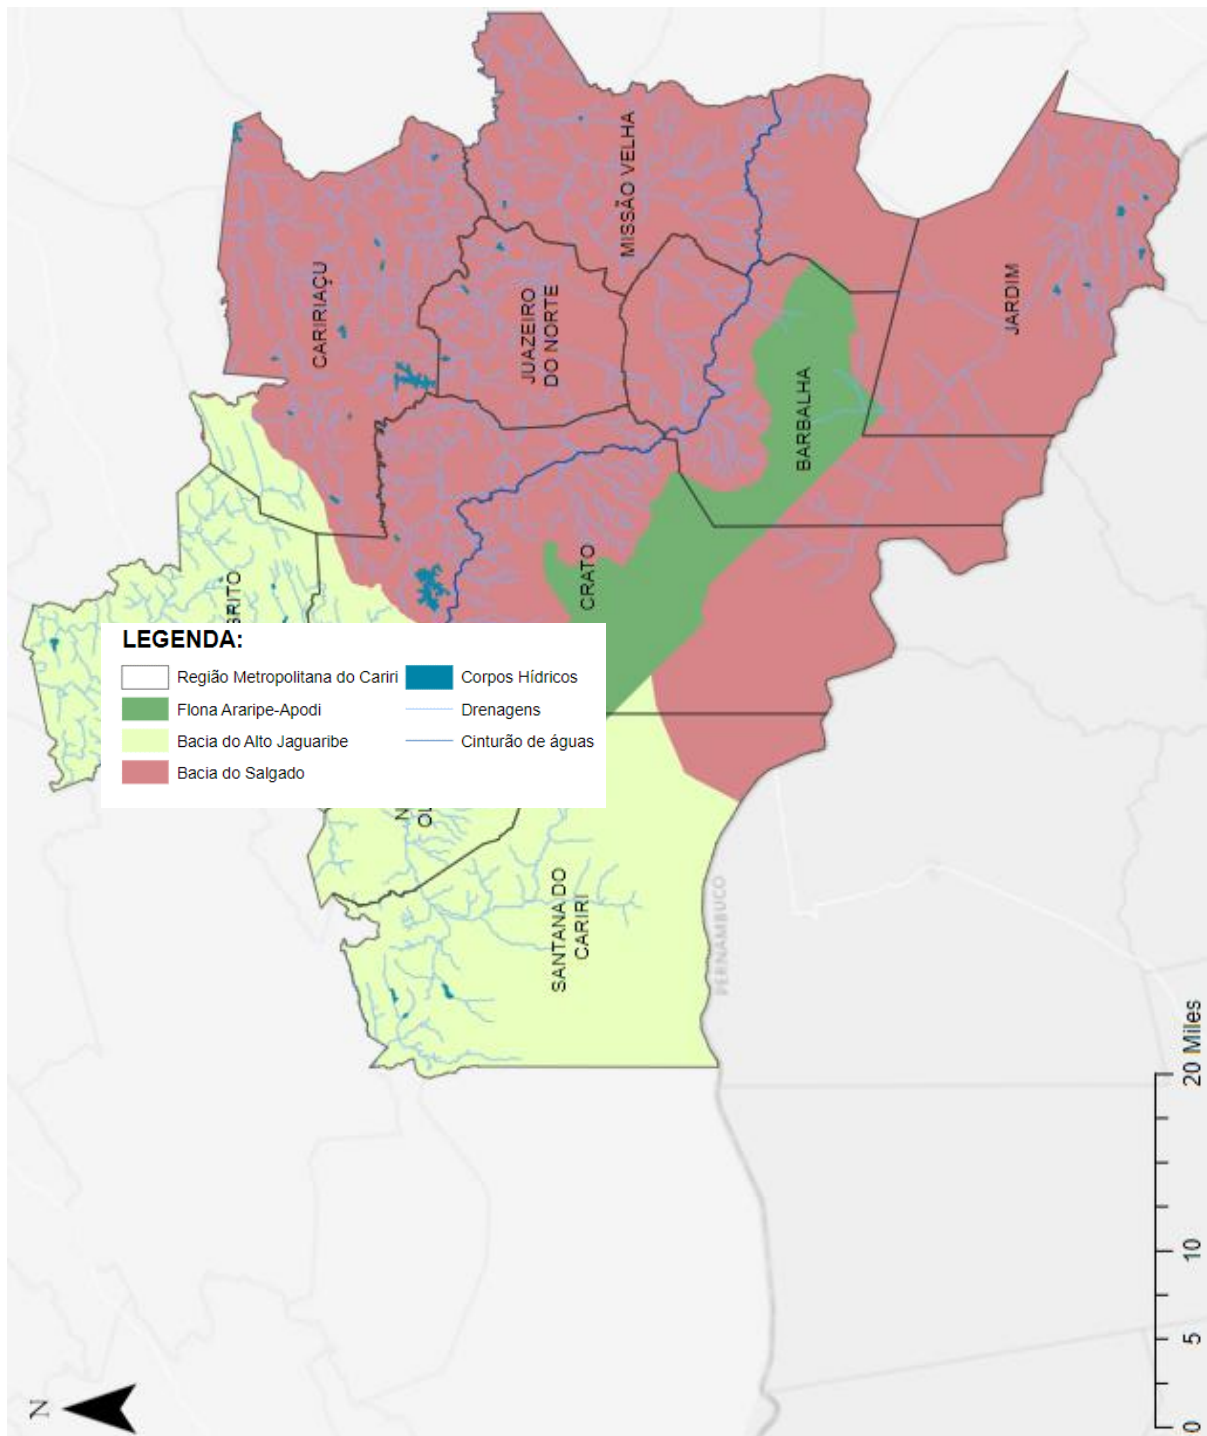 CARIRIAÇU
MISSÃO VELHA
JUAZEIRO
DO NORTE
JARDIM
BARBALHA
CRATO
BRITO
LEGENDA:
Região Metropolitana do Cariri
Flona Araripe-Apodi
Bacia do Alto Jaguaribe
Bacia do Salgado
Corpos Hídricos
Drenagens
Cinturão de águas
SANTANA DO
CARIRI
PERNAMBUCO
N
0 5 10 20 Miles